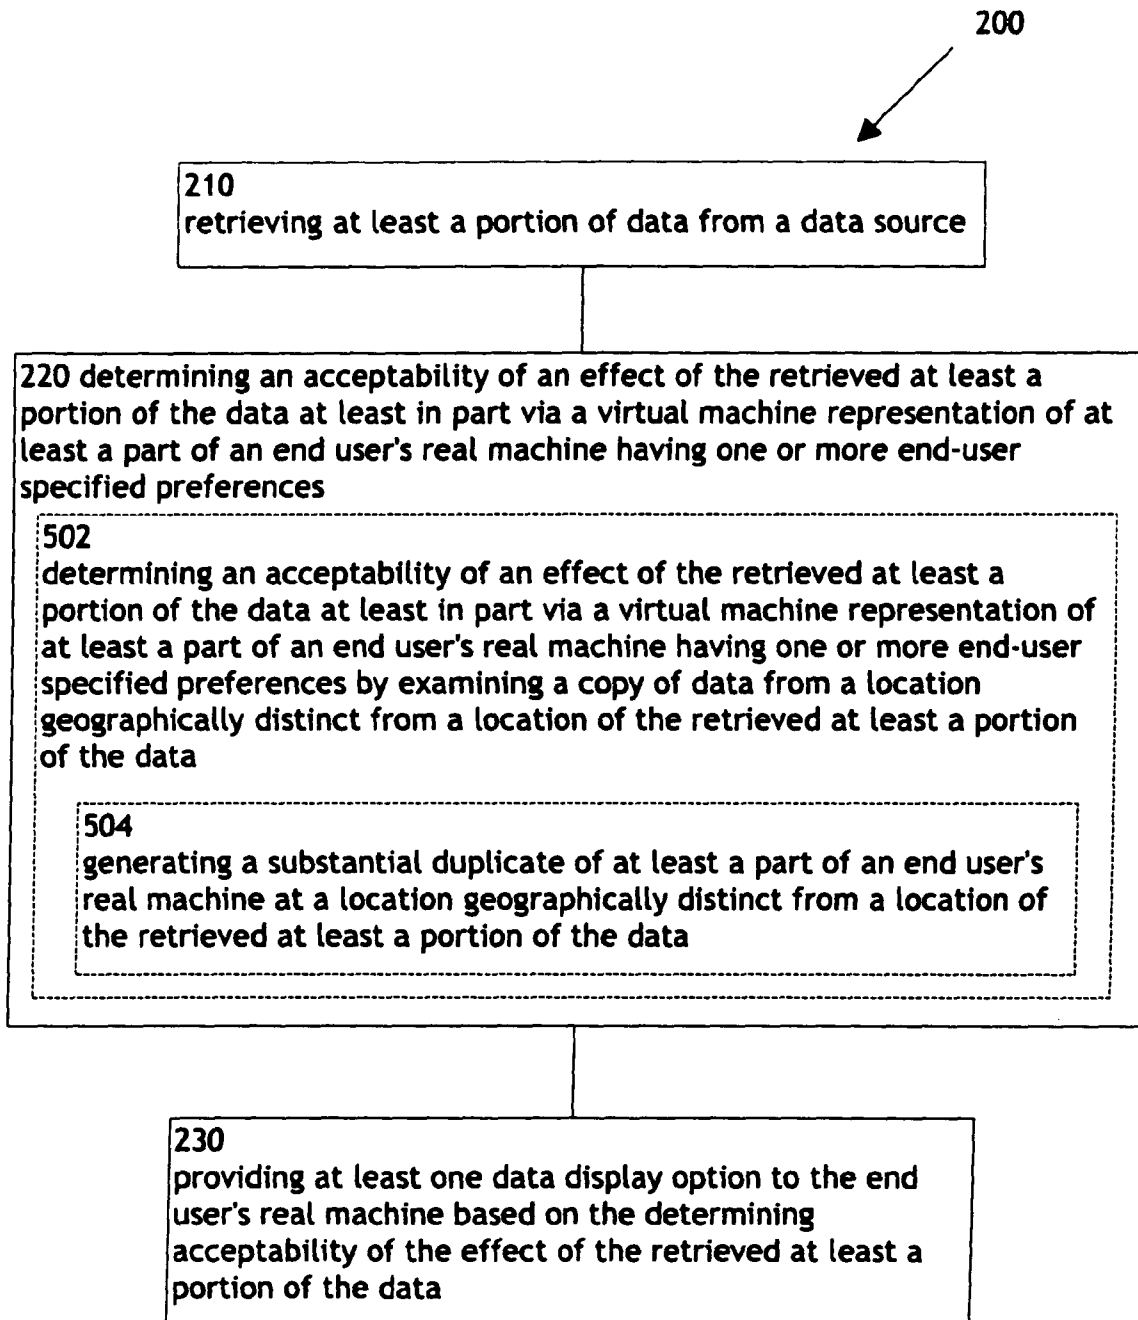 200
210
retrieving at least a portion of data from a data source
220 determining an acceptability of an effect of the retrieved at least a
portion of the data at least in part via a virtual machine representation of at
least a part of an end user's real machine having one or more end-user
specified preferences
502
determining an acceptability of an effect of the retrieved at least a
portion of the data at least in part via a virtual machine representation of
at least a part of an end user's real machine having one or more end-user
specified preferences by examining a copy of data from a location
geographically distinct from a location of the retrieved at least a portion
of the data
504
generating a substantial duplicate of at least a part of an end user's
real machine at a location geographically distinct from a location of
the retrieved at least a portion of the data
230
providing at least one data display option to the end
user's real machine based on the determining
acceptability of the effect of the retrieved at least a
portion of the data